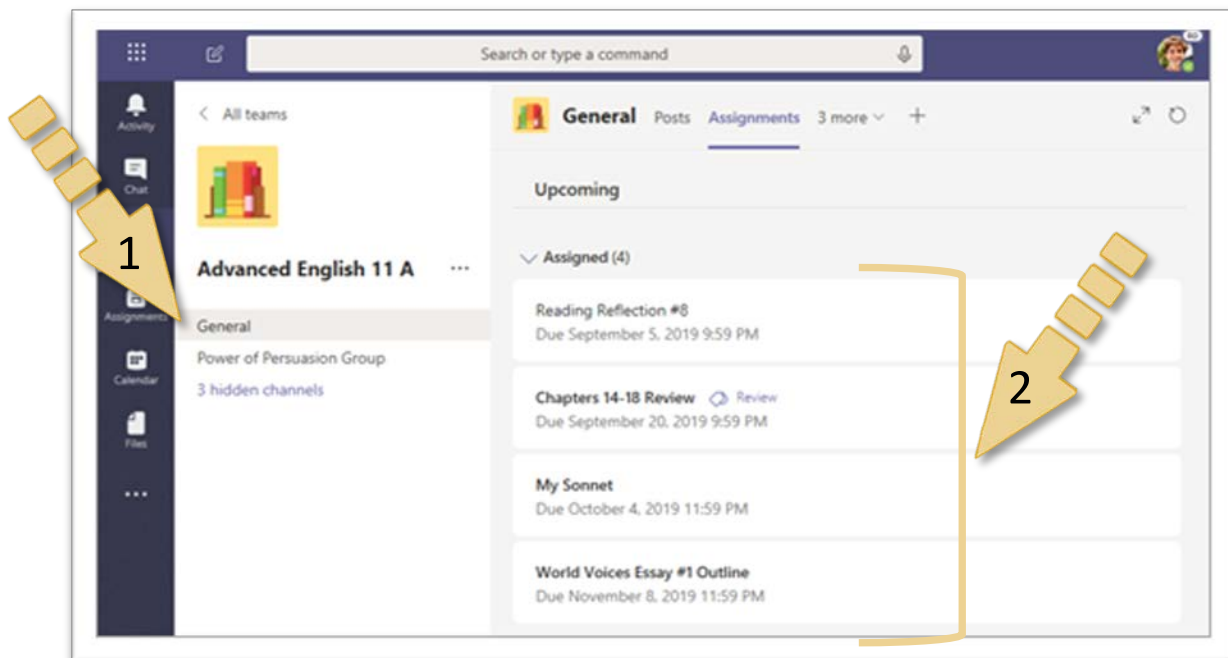 Search or type a command
AG
Activity
Chat
Assignments
Calendar
Files
1
All teams
Advanced English 11 A
General
Power of Persuasion Group
3 hidden channels
General Posts Assignments 3 more
Upcoming
Assigned (4)
Reading Reflection #8
Due September 5, 2019 9:59 PM
Chapters 14-18 Review Review
Due September 20, 2019 9:59 PM
My Sonnet
Due October 4, 2019 11:59 PM
World Voices Essay #1 Outline
Due November 8, 2019 11:59 PM
2